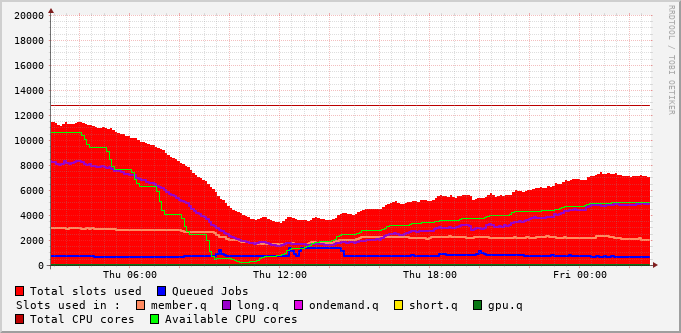 20000
18000
16000
14000
12000
10000
8000
6000
4000
2000
0
Thu 06:00 Thu 12:00 Thu 18:00 Fri 00:00
RRDTOOL / TOBI OETIKER
Total slots used Queued Jobs
Slots used in : member.q long.q ondemand.q short.q gpu.q
Total CPU cores Available CPU cores